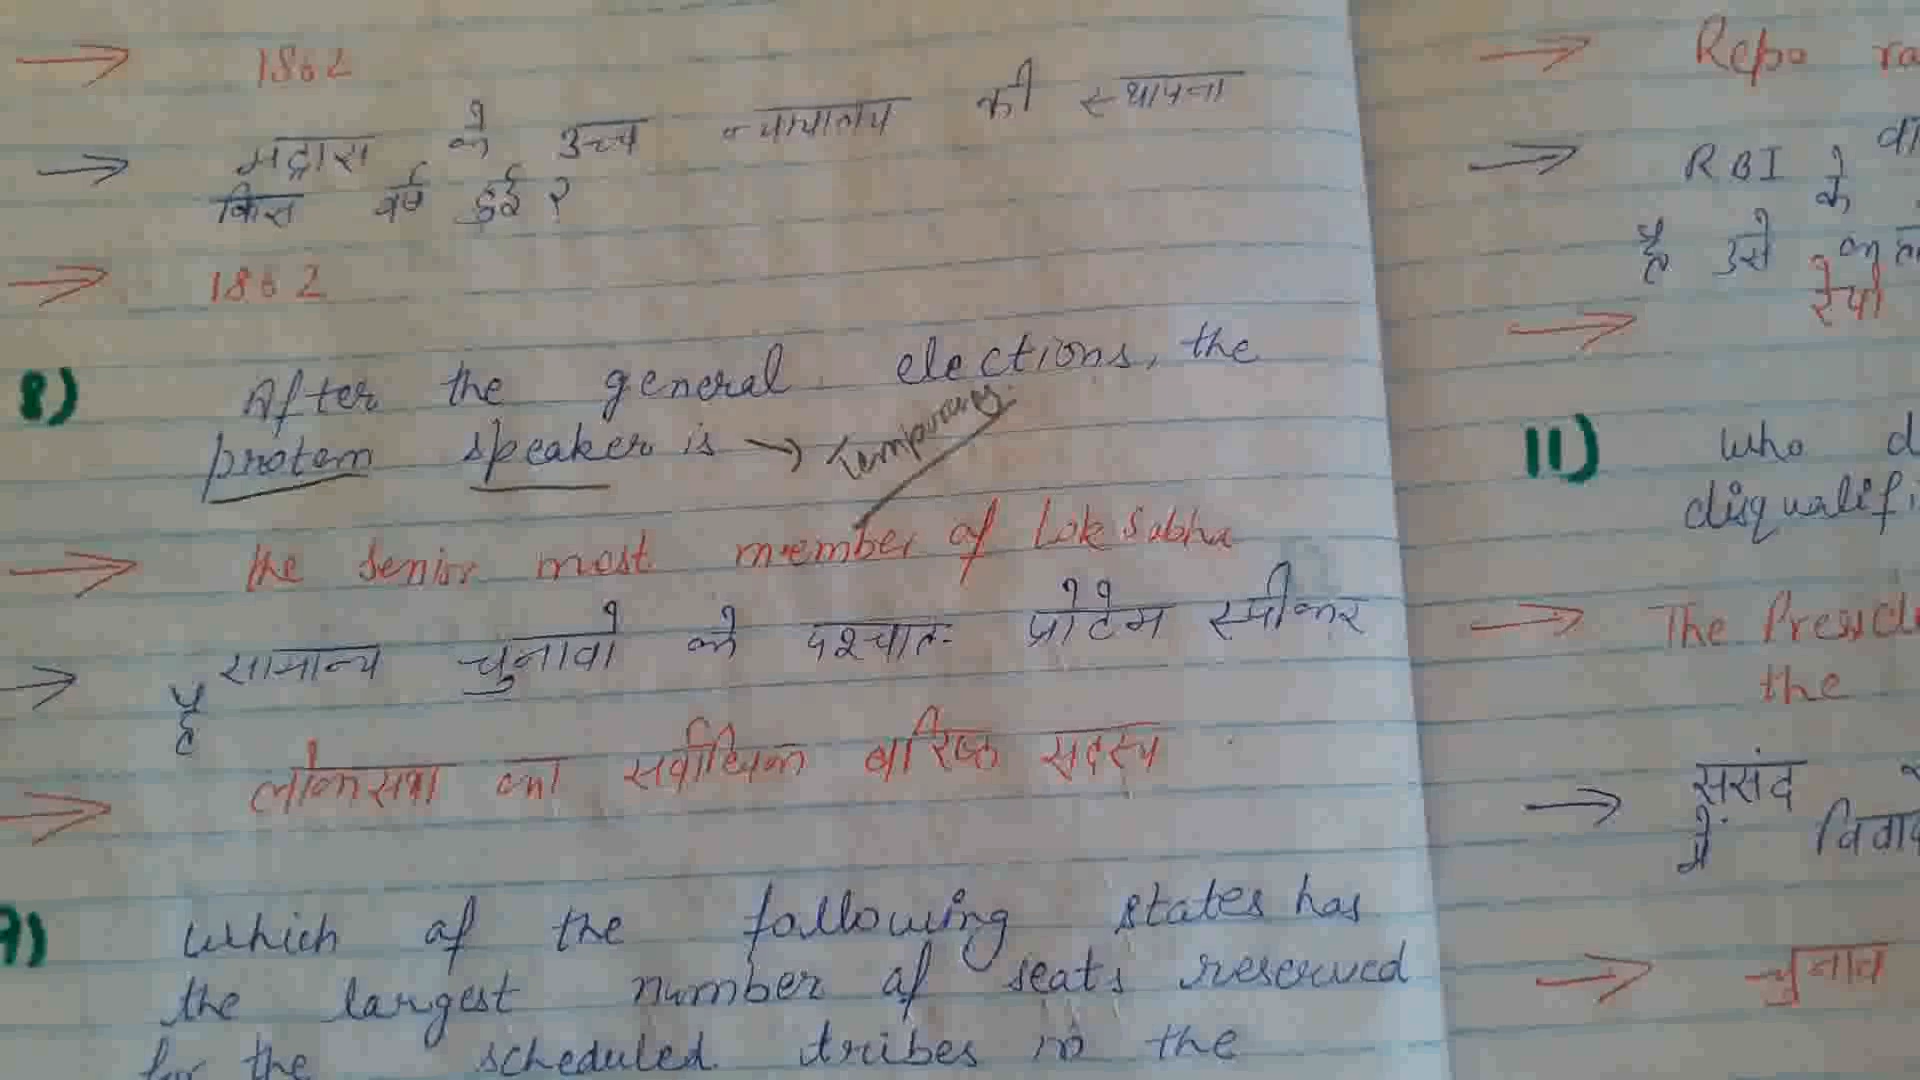 1862
मद्रास के उच्च न्यायालय की स्थापना
किस वर्ष हुई ?
1862
8) After the general elections, the
protem speaker is → Temporary
the senior most member of Lok Sabha
सामान्य चुनावो के पश्चात प्रोटेम स्पीकर
है
लोकसभा का सर्वाधिक वरिष्ठ सदस्य
9) Which of the following states has
the largest number of seats reserved
for the scheduled tribes in the
Repo ra
RBI के
है उसे
रेपो
11) Who d
disqualifi
The Preside
the
ससंद
में विवाद
चुनाव